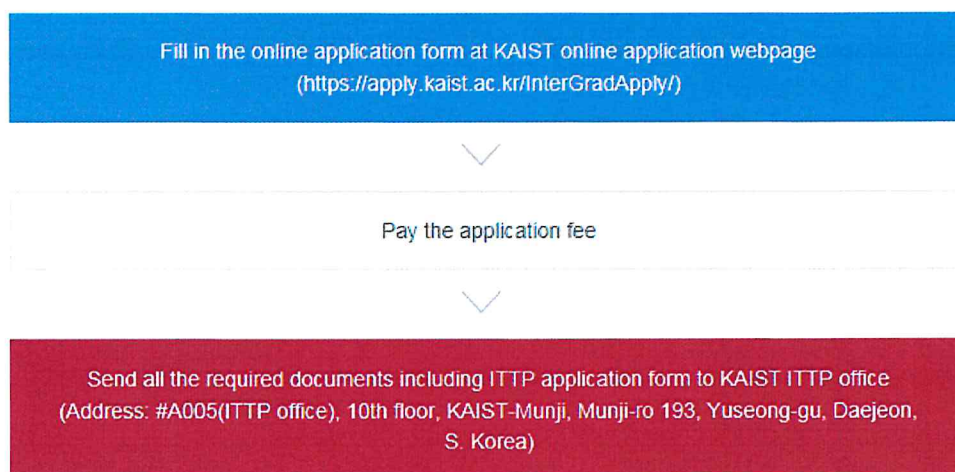 Fill in the online application form at KAIST online application webpage
(https://apply.kaist.ac.kr/InterGradApply/)
Pay the application fee
Send all the required documents including ITTP application form to KAIST ITTP office
(Address: #A005(ITTP office), 10th floor, KAIST-Munji, Munji-ro 193, Yuseong-gu, Daejeon,
S. Korea)